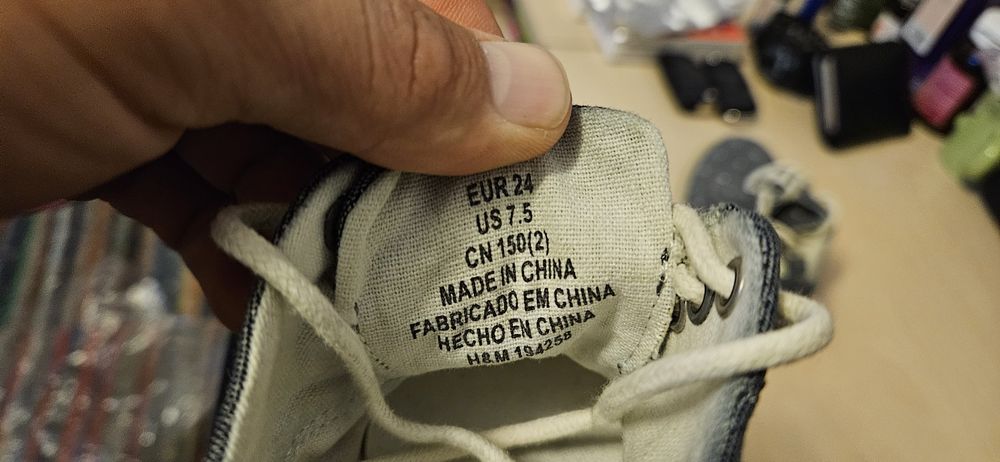 EUR 24
US 7.5
CN 150(2)
MADE IN CHINA
FABRICADO EM CHINA
HECHO EN CHINA
H&M 194258